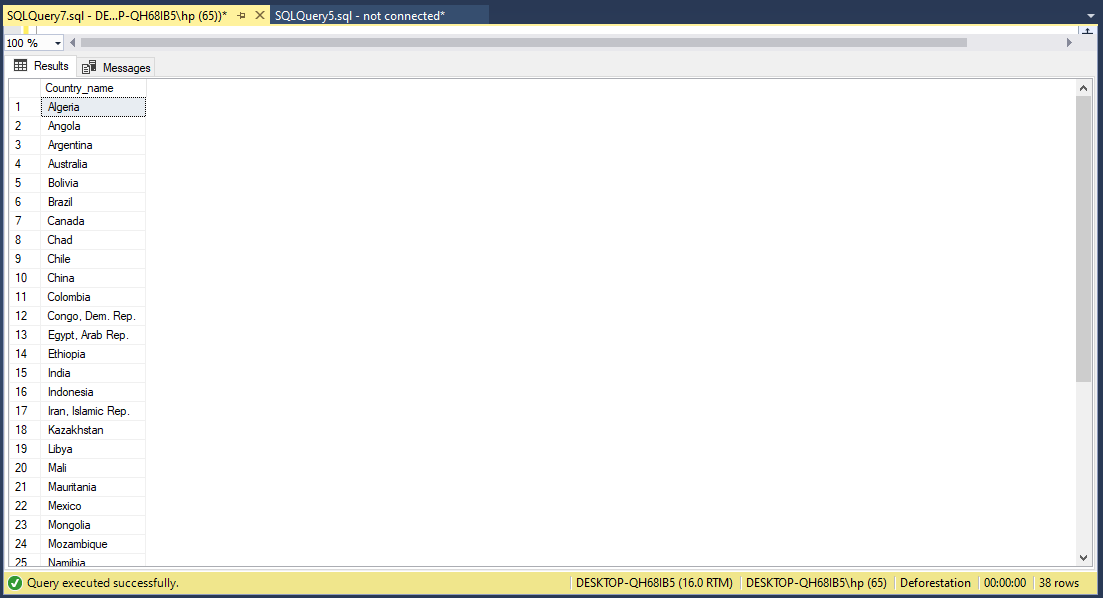 SQLQuery7.sql - DE...P-QH68IB5\hp (65))* SQLQuery5.sql - not connected*
100 %
Results Messages
Country_name
1 Algeria
2 Angola
3 Argentina
4 Australia
5 Bolivia
6 Brazil
7 Canada
8 Chad
9 Chile
10 China
11 Colombia
12 Congo, Dem. Rep.
13 Egypt, Arab Rep.
14 Ethiopia
15 India
16 Indonesia
17 Iran, Islamic Rep.
18 Kazakhstan
19 Libya
20 Mali
21 Mauritania
22 Mexico
23 Mongolia
24 Mozambique
25 Namibia
Query executed successfully. DESKTOP-QH68IB5 (16.0 RTM) DESKTOP-QH68IB5\hp (65) Deforestation 00:00:00 38 rows